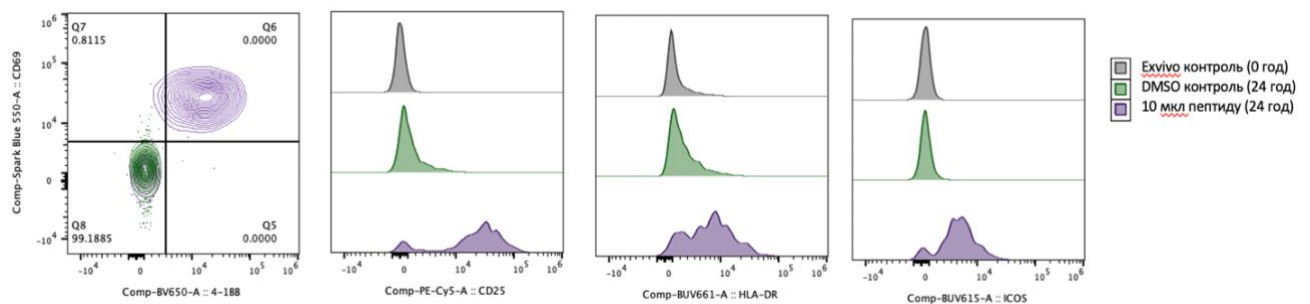 Q7
0.8115
Q6
0.0000
Q8
99.1885
Q5
0.0000
10⁶
10⁵
10⁴
0
-10⁴
Comp-Spark Blue 550-A :: CD69
-10⁴ 0 10⁴ 10⁵ 10⁶
Comp-BV650-A :: 4-1BB
-10⁴ 0 10⁴ 10⁵ 10⁶
Comp-PE-Cy5-A :: CD25
-10⁴ 0 10⁴ 10⁵ 10⁶
Comp-BUV661-A :: HLA-DR
-10⁴ 0 10⁴ 10⁵ 10⁶
Comp-BUV615-A :: ICOS
Exvivo контроль (0 год)
DMSO контроль (24 год)
10 мкл пептиду (24 год)